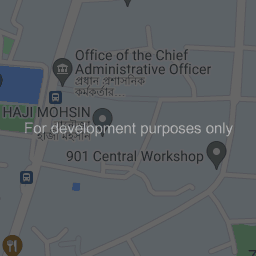 Office of the Chief
Administrative Officer
প্রধান প্রশাসনিক
কর্মকর্তার...
HAJI MOHSIN
For development purposes only
হাজী মহসীন
901 Central Workshop